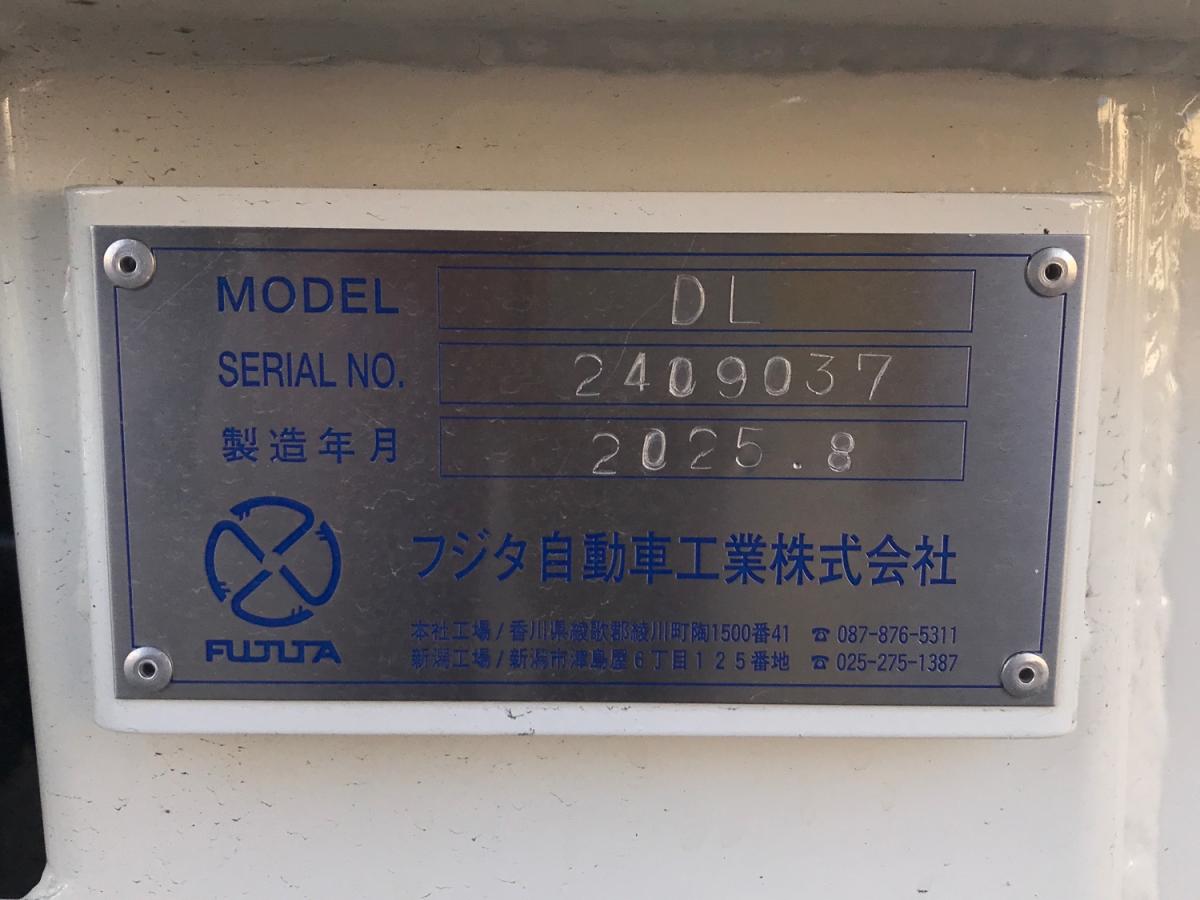 MODEL DL
SERIAL NO. 2409037
製造年月 2025.8
フジタ自動車工業株式会社
FUJITA
本社工場/香川県綾歌郡綾川町陶1500番41 ☎ 087-876-5311
新潟工場/新潟市津島屋6丁目125番地 ☎ 025-275-1387